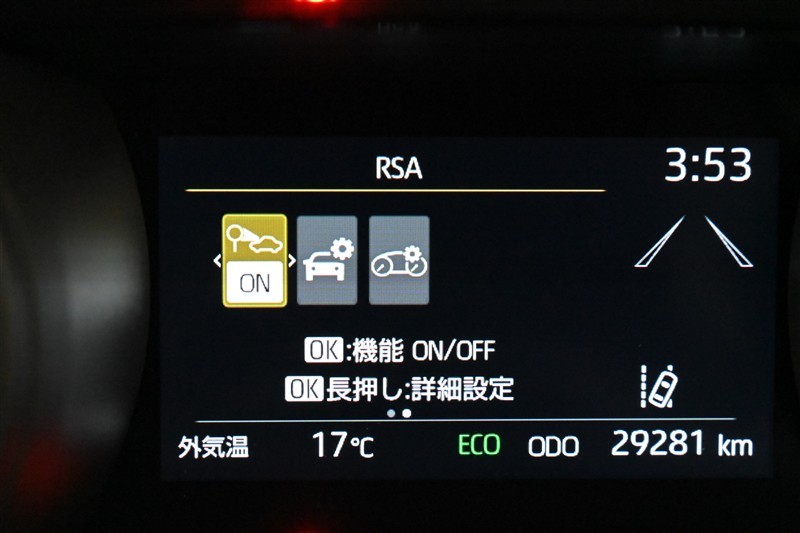 RSA
3:53
ON
OK:機能 ON/OFF
OK長押し:詳細設定
外気温 17℃ ECO ODO 29281 km